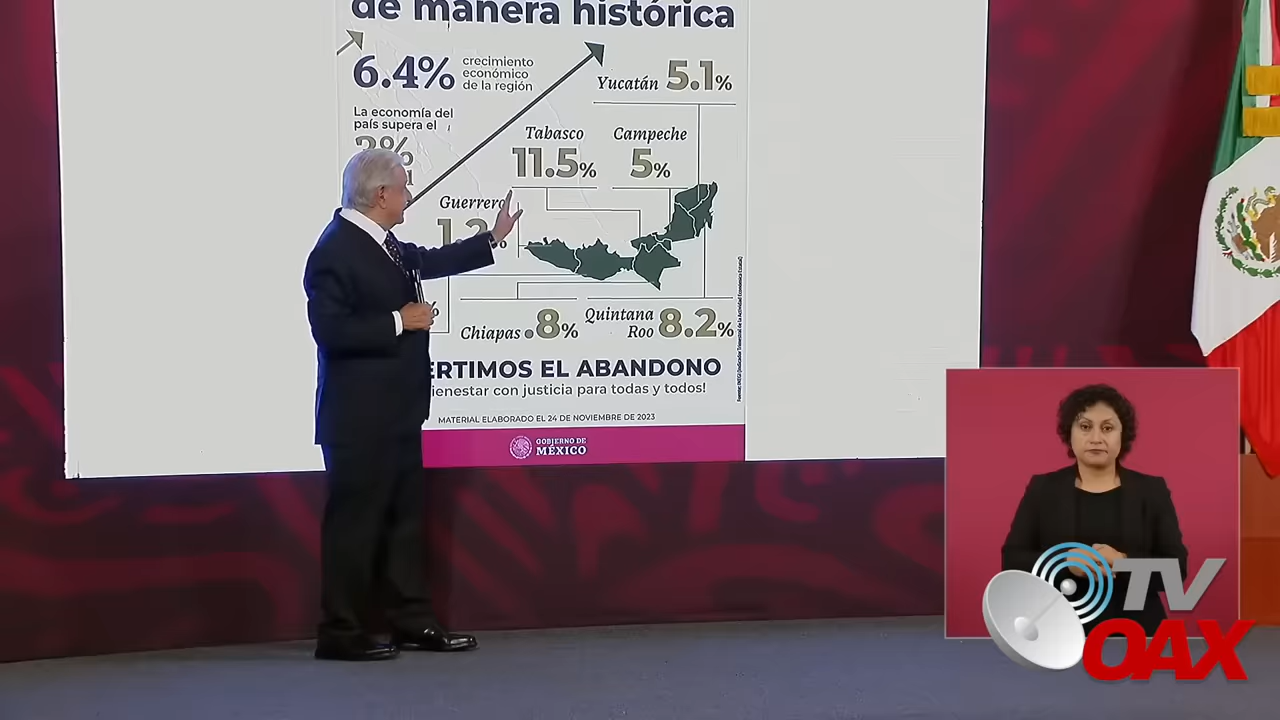 de manera histórica
6.4%
crecimiento
económico
de la región
Yucatán 5.1%
La economía del
país supera el
3%
Tabasco
11.5%
Campeche
5%
Guerrero
Chiapas .8%
Quintana
Roo 8.2%
ERTIMOS EL ABANDONO
ienestar con justicia para todas y todos!
MATERIAL ELABORADO EL 24 DE NOVIEMBRE DE 2023
GOBIERNO DE
MÉXICO
TV
OAX